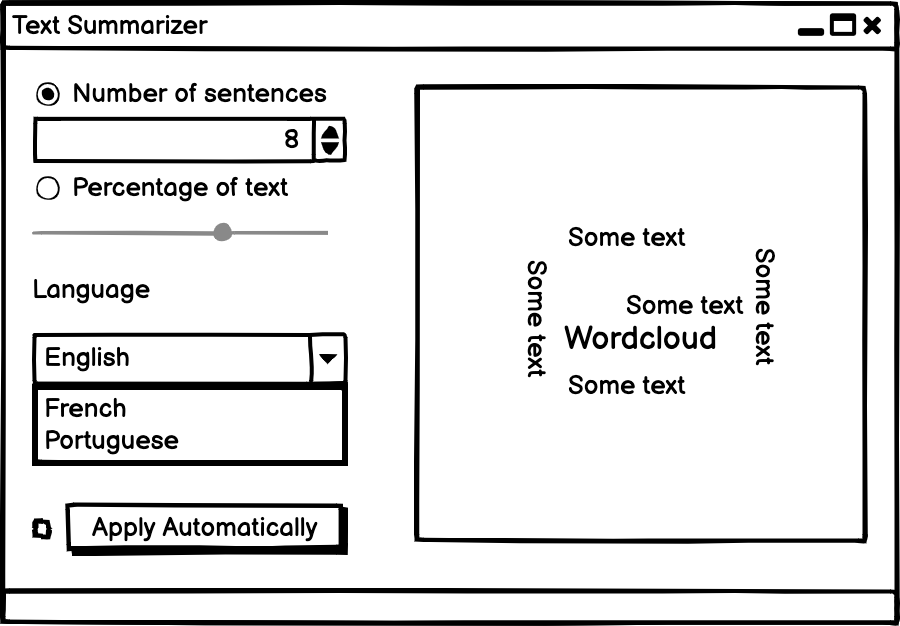 Text Summarizer
Number of sentences
8
Percentage of text
Language
English
French
Portuguese
Apply Automatically
Some text
Some text
Some text
Some text
Wordcloud
Some text